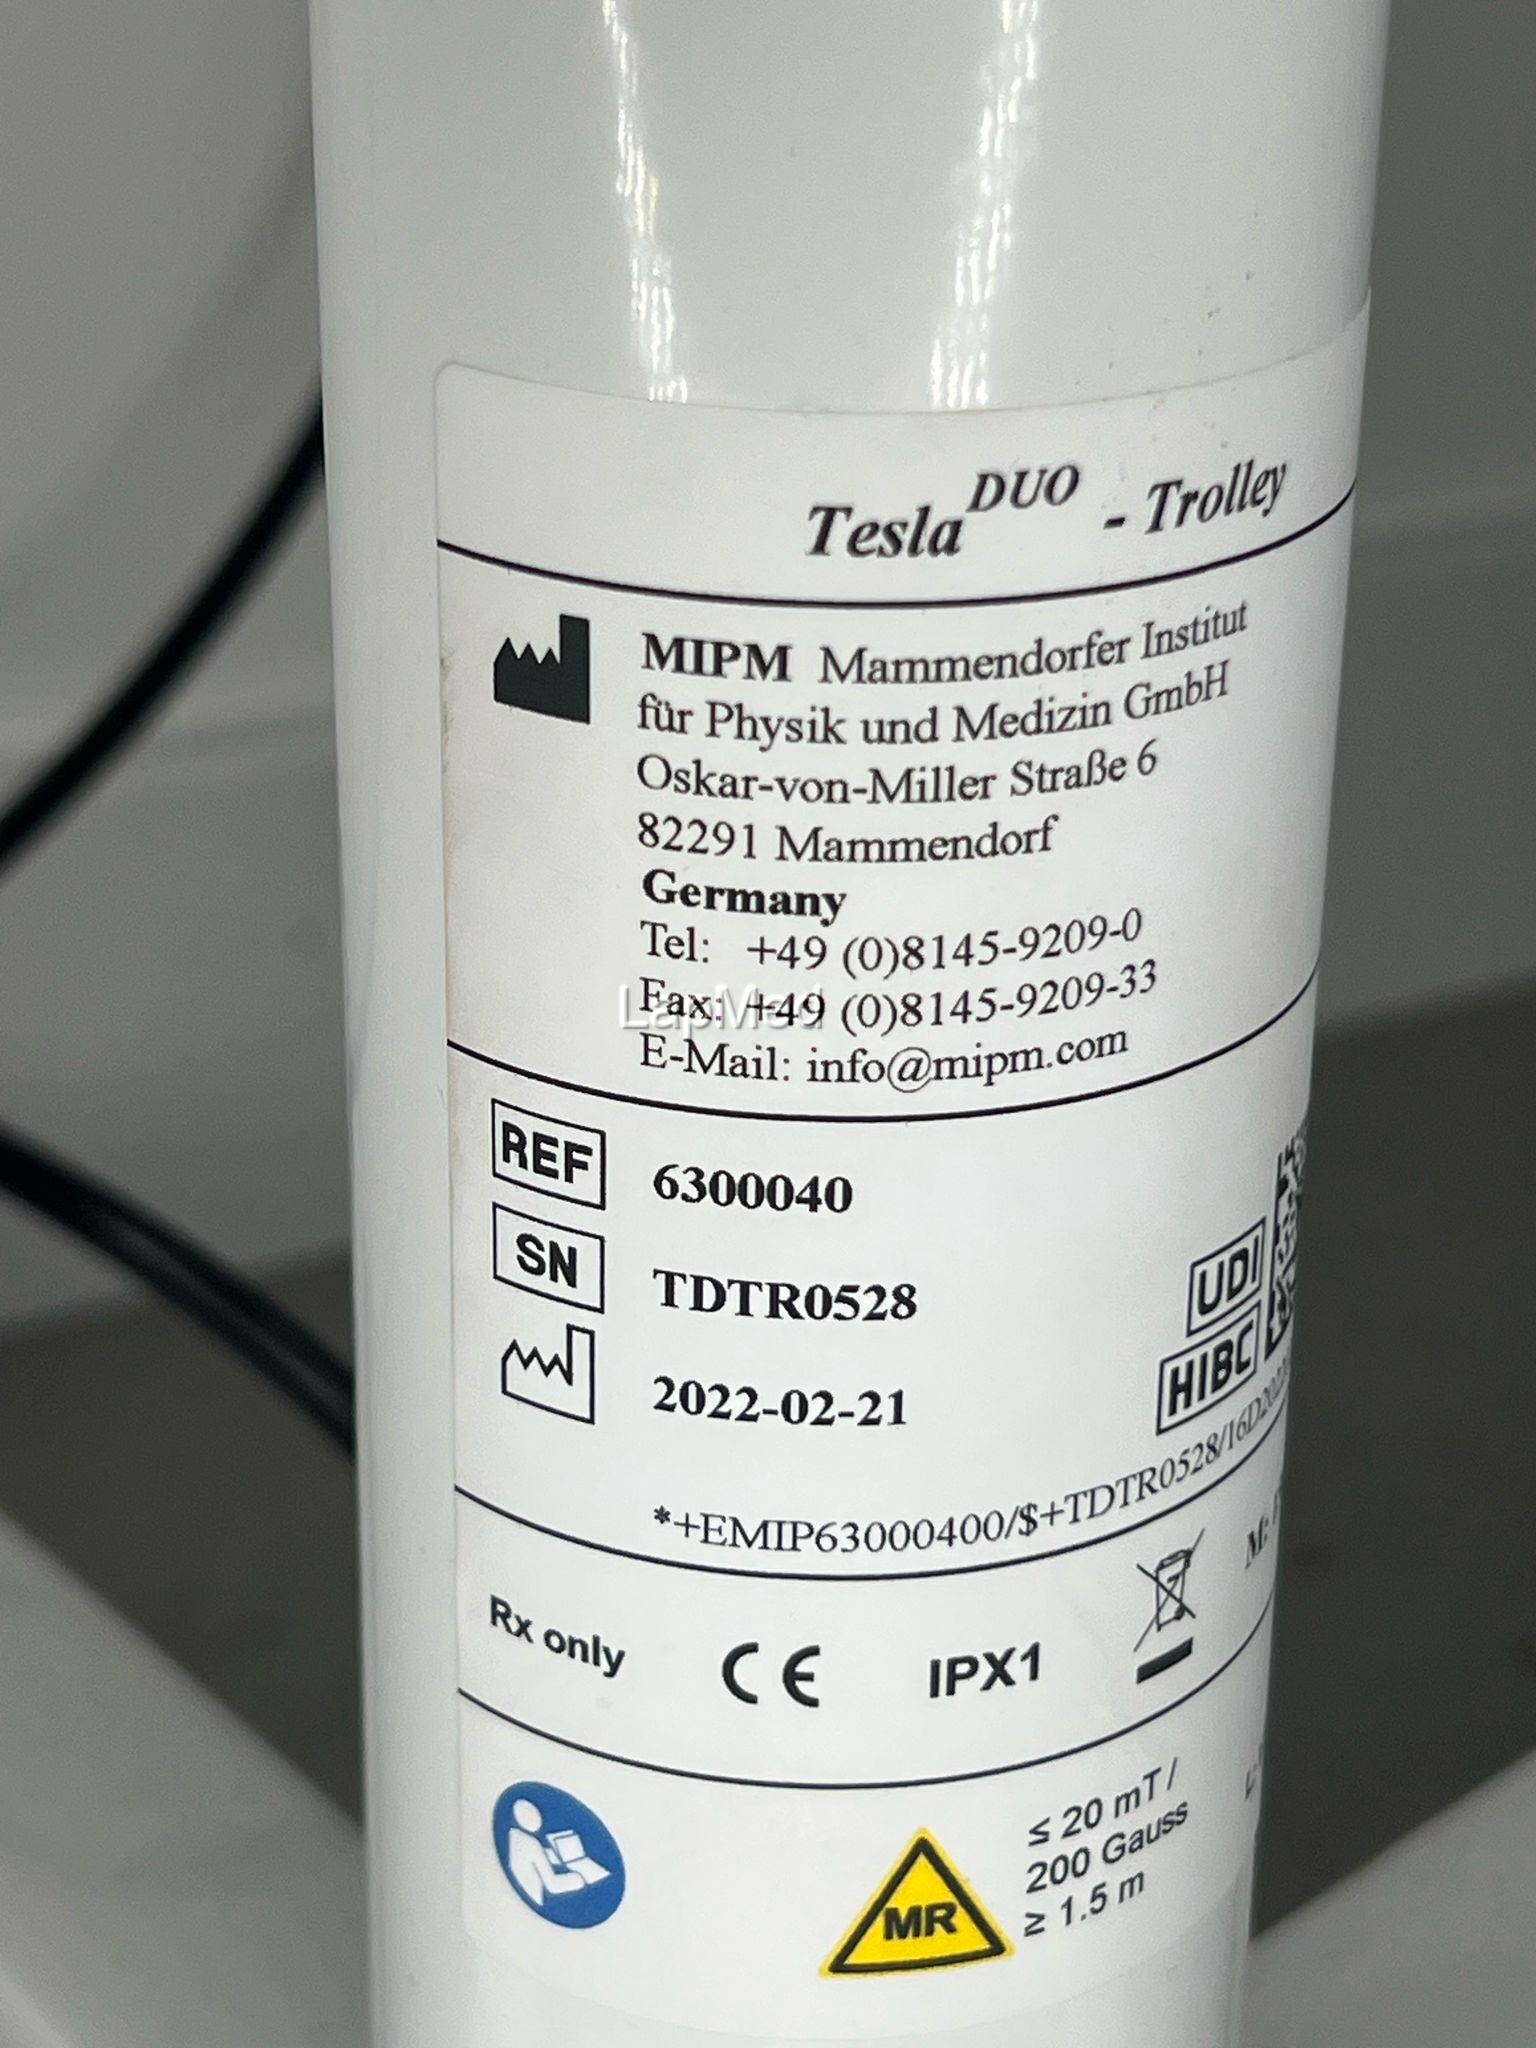 Tesla DUO - Trolley
MIPM Mammendorfer Institut
für Physik und Medizin GmbH
Oskar-von-Miller Straße 6
82291 Mammendorf
Germany
Tel: +49 (0)8145-9209-0
Fax: +49 (0)8145-9209-33
LapMed
E-Mail: info@mipm.com
REF 6300040
SN TDTR0528
UDI
2022-02-21
HIBC
*+EMIP63000400/$+TDTR0528/16D202
M:
Rx only CE IPX1
≤ 20 mT /
200 Gauss
≥ 1.5 m
MR